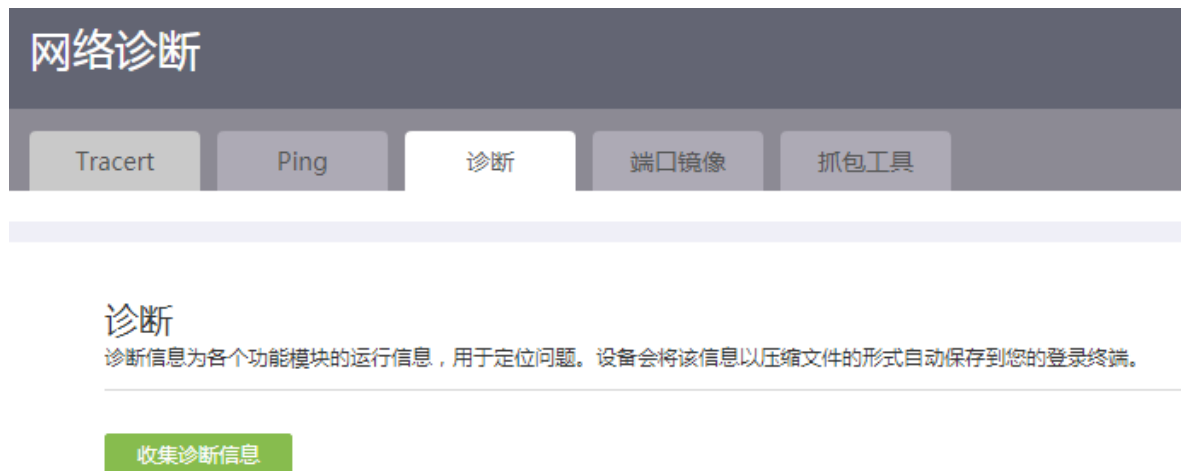 网络诊断
Tracert Ping 诊断 端口镜像 抓包工具
诊断
诊断信息为各个功能模块的运行信息，用于定位问题。设备会将该信息以压缩文件的形式自动保存到您的登录终端。
收集诊断信息